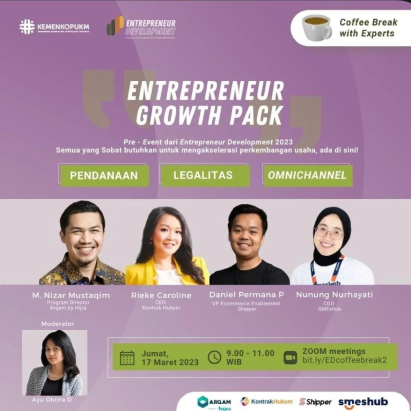 KEMENKOPUKM
ENTREPRENEUR
DEVELOPMENT
Coffee Break
with Experts
ENTREPRENEUR
GROWTH PACK
Pre - Event dari Entrepreneur Development 2023
Semua yang Sobat butuhkan untuk mengakselerasi perkembangan usaha, ada di sini!
PENDANAAN
LEGALITAS
OMNICHANNEL
M. Nizar Mustaqim
Program Director
Arqam by Hijra
Rieke Caroline
CEO
Kontrak Hukum
Daniel Permana P
VP Ecommerce Enablement
Shipper
Nunung Nurhayati
COO
SMEshub
Moderator
Ayu Oktira D
Jumat,
17 Maret 2023
9.00 - 11.00
WIB
ZOOM meetings
bit.ly/EDcoffeebreak2
ARQAM
by hijra
KontrakHukum
Shipper
smeshub